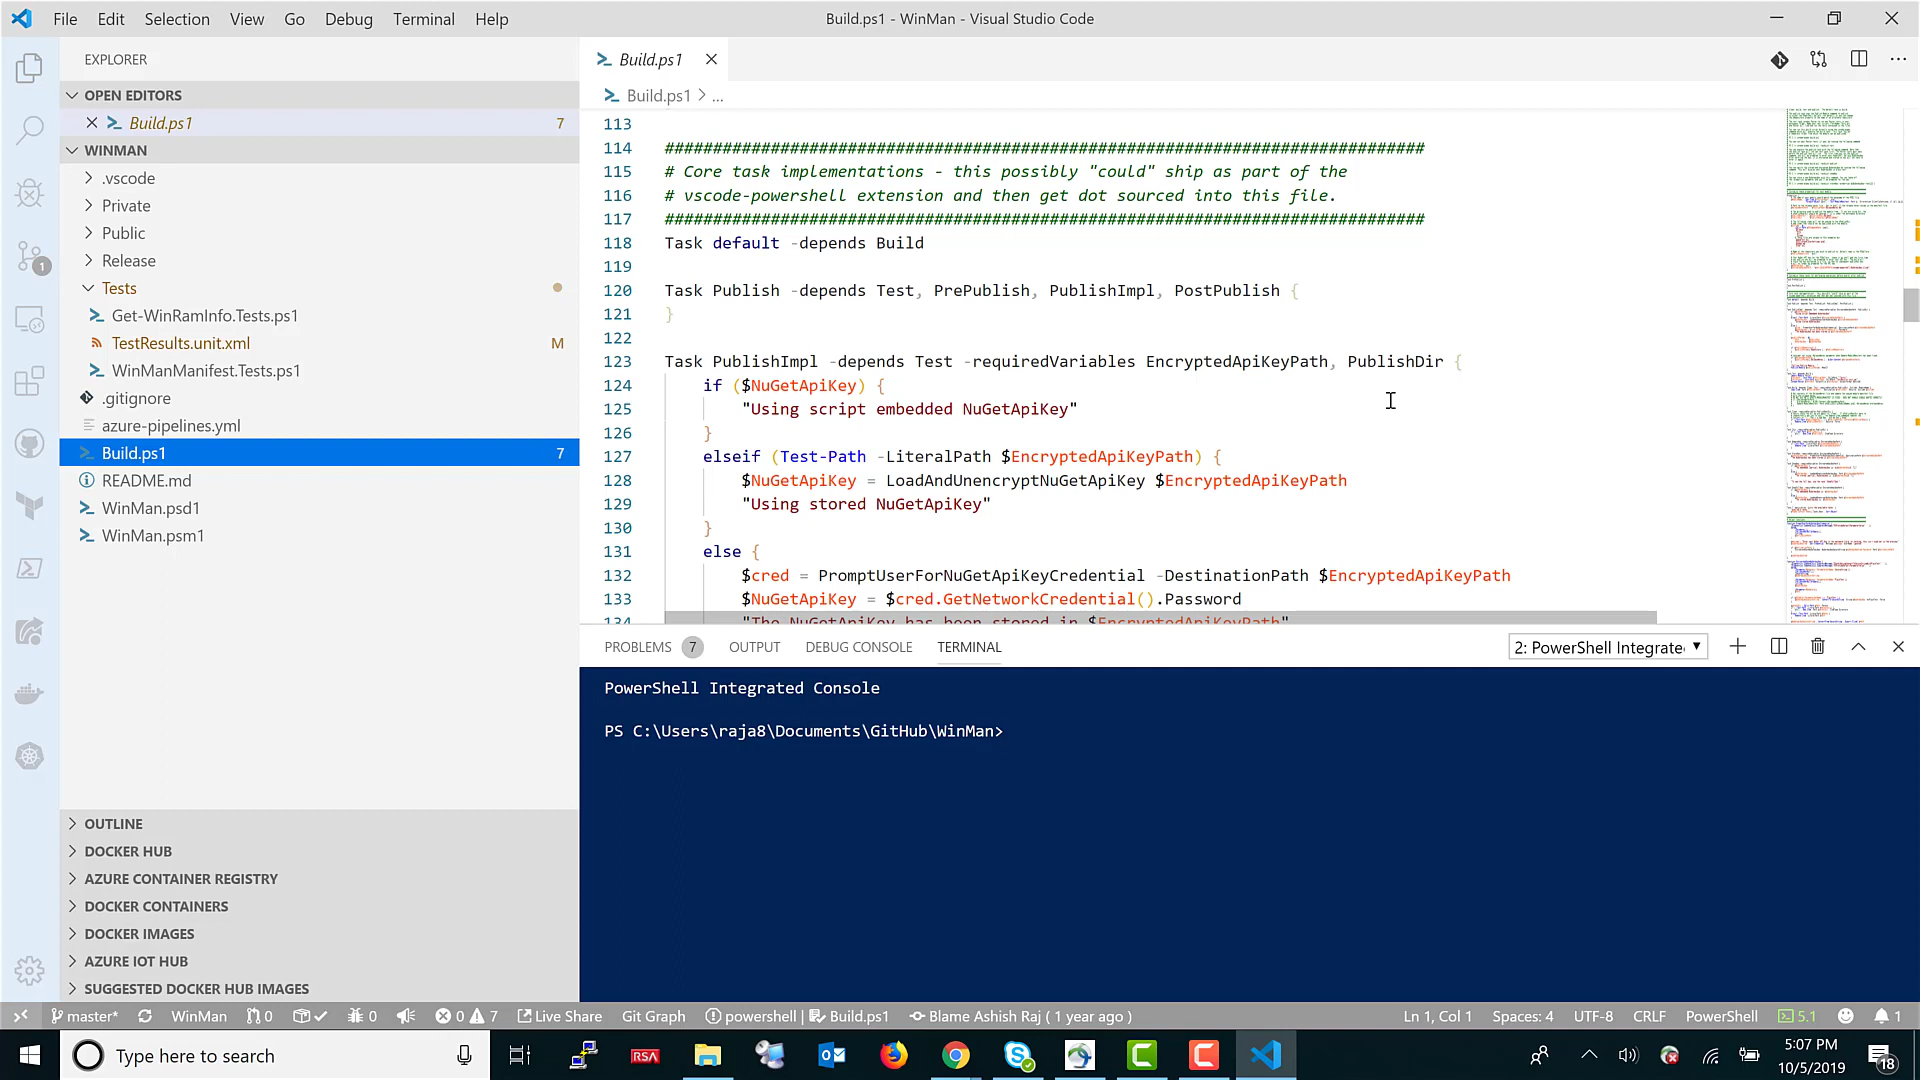 File Edit Selection View Go Debug Terminal Help
Build.ps1 - WinMan - Visual Studio Code
EXPLORER
OPEN EDITORS
Build.ps1 7
WINMAN
.vscode
Private
Public
Release
Tests
Get-WinRamInfo.Tests.ps1
TestResults.unit.xml M
WinManManifest.Tests.ps1
.gitignore
azure-pipelines.yml
Build.ps1 7
README.md
WinMan.psd1
WinMan.psm1
OUTLINE
DOCKER HUB
AZURE CONTAINER REGISTRY
DOCKER CONTAINERS
DOCKER IMAGES
AZURE IOT HUB
SUGGESTED DOCKER HUB IMAGES
1
Build.ps1
Build.ps1 > ...
113
114 ###############################################################################
115 # Core task implementations - this possibly "could" ship as part of the
116 # vscode-powershell extension and then get dot sourced into this file.
117 ###############################################################################
118 Task default -depends Build
119
120 Task Publish -depends Test, PrePublish, PublishImpl, PostPublish {
121 }
122
123 Task PublishImpl -depends Test -requiredVariables EncryptedApiKeyPath, PublishDir {
124 if ($NuGetApiKey) {
125 "Using script embedded NuGetApiKey"
126 }
127 elseif (Test-Path -LiteralPath $EncryptedApiKeyPath) {
128 $NuGetApiKey = LoadAndUnencryptNuGetApiKey $EncryptedApiKeyPath
129 "Using stored NuGetApiKey"
130 }
131 else {
132 $cred = PromptUserForNuGetApiKeyCredential -DestinationPath $EncryptedApiKeyPath
133 $NuGetApiKey = $cred.GetNetworkCredential().Password
134 "The NuGetApiKey has been stored in $EncryptedApiKeyPath"
PROBLEMS 7 OUTPUT DEBUG CONSOLE TERMINAL
2: PowerShell Integrate
PowerShell Integrated Console
PS C:\Users\raja8\Documents\GitHub\WinMan>
master* WinMan 0 0 0 7 Live Share Git Graph powershell | Build.ps1 Blame Ashish Raj ( 1 year ago ) Ln 1, Col 1 Spaces: 4 UTF-8 CRLF PowerShell 5.1 1
Type here to search
RSA
5:07 PM
10/5/2019
18